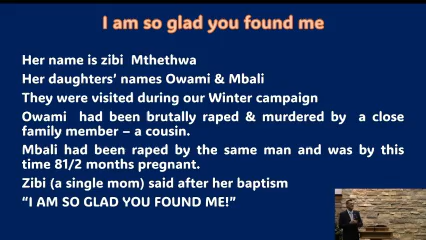 I am so glad you found me
Her name is zibi Mthethwa
Her daughters' names Owami & Mbali
They were visited during our Winter campaign
Owami had been brutally raped & murdered by a close
family member – a cousin.
Mbali had been raped by the same man and was by this
time 81/2 months pregnant.
Zibi (a single mom) said after her baptism
"I AM SO GLAD YOU FOUND ME!"